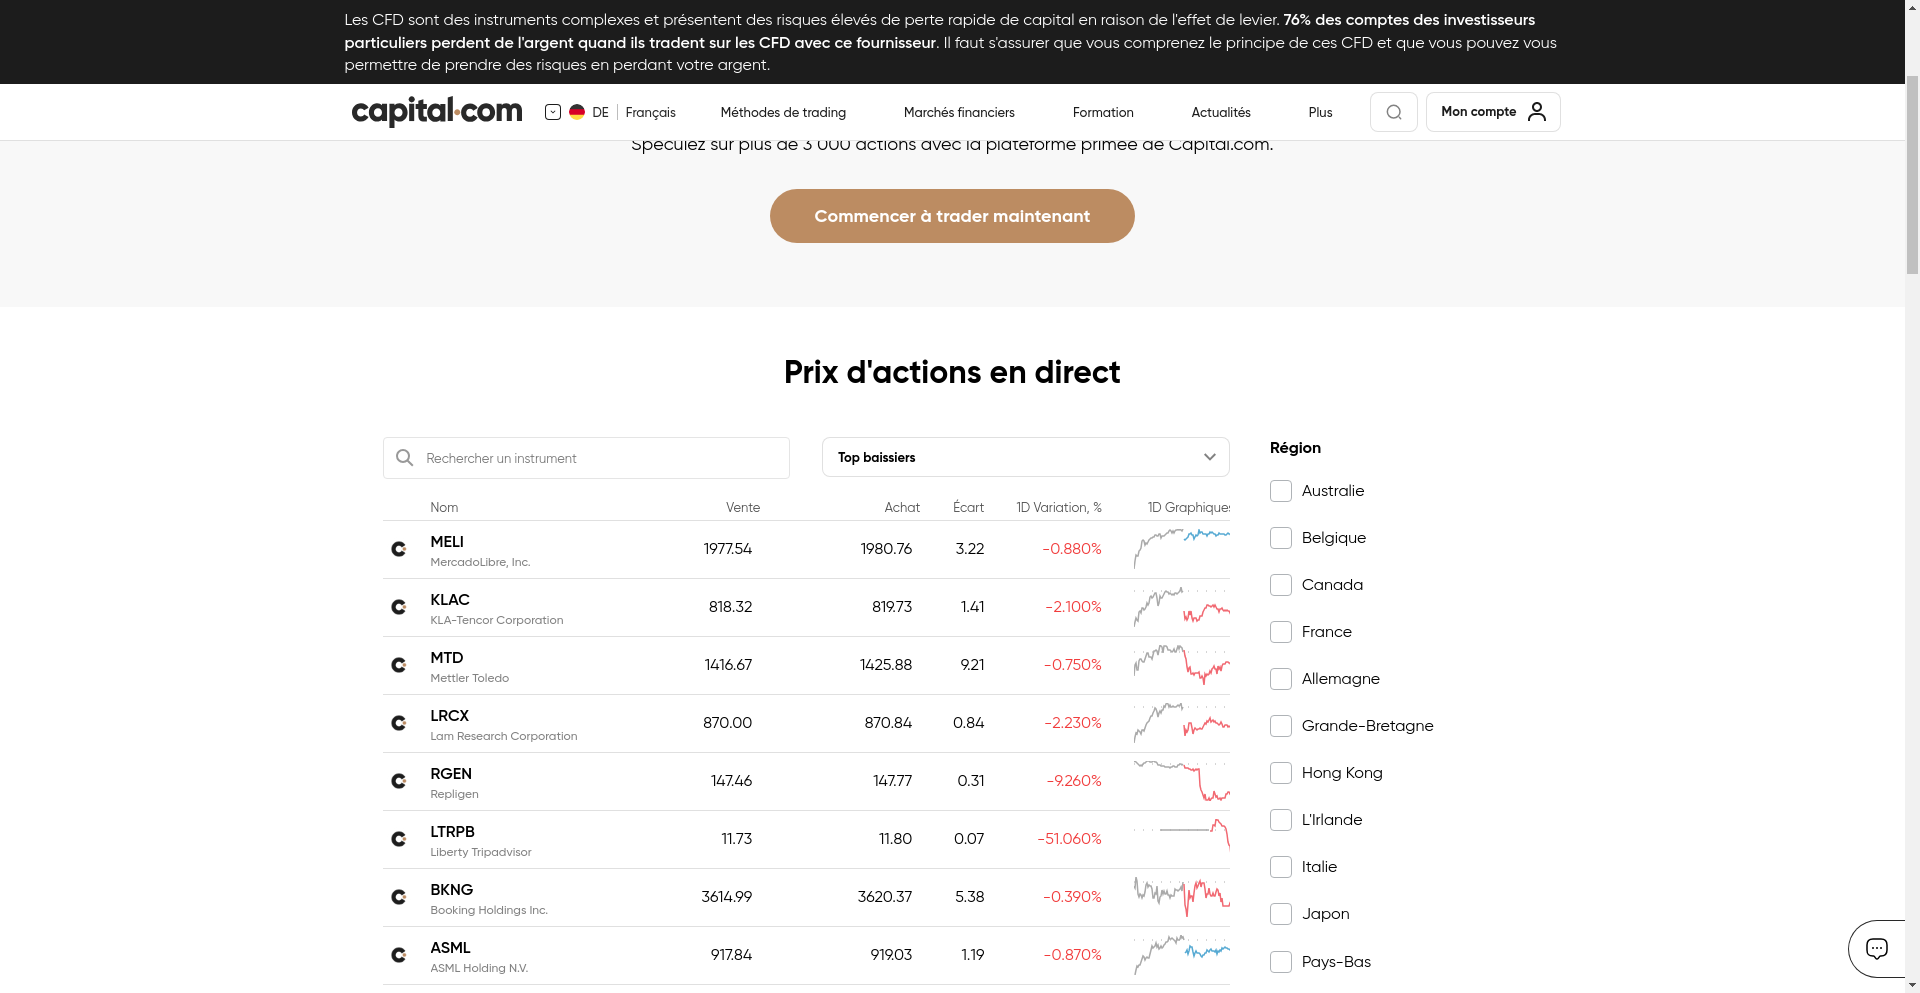 Les CFD sont des instruments complexes et présentent des risques élevés de perte rapide de capital en raison de l'effet de levier. 76% des comptes des investisseurs
particuliers perdent de l'argent quand ils tradent sur les CFD avec ce fournisseur. Il faut s'assurer que vous comprenez le principe de ces CFD et que vous pouvez vous
permettre de prendre des risques en perdant votre argent.
capital.com DE Français Méthodes de trading Marchés financiers Formation Actualités Plus Mon compte
Spéculez sur plus de 3 000 actions avec la plateforme primée de Capital.com.
Commencer à trader maintenant
Prix d'actions en direct
Rechercher un instrument
Top baissiers
Nom Vente Achat Écart 1D Variation, % 1D Graphiques
MELI 1977.54 1980.76 3.22 -0.880%
MercadoLibre, Inc.
KLAC 818.32 819.73 1.41 -2.100%
KLA-Tencor Corporation
MTD 1416.67 1425.88 9.21 -0.750%
Mettler Toledo
LRCX 870.00 870.84 0.84 -2.230%
Lam Research Corporation
RGEN 147.46 147.77 0.31 -9.260%
Repligen
LTRPB 11.73 11.80 0.07 -51.060%
Liberty Tripadvisor
BKNG 3614.99 3620.37 5.38 -0.390%
Booking Holdings Inc.
ASML 917.84 919.03 1.19 -0.870%
ASML Holding N.V.
Région
Australie
Belgique
Canada
France
Allemagne
Grande-Bretagne
Hong Kong
L'Irlande
Italie
Japon
Pays-Bas